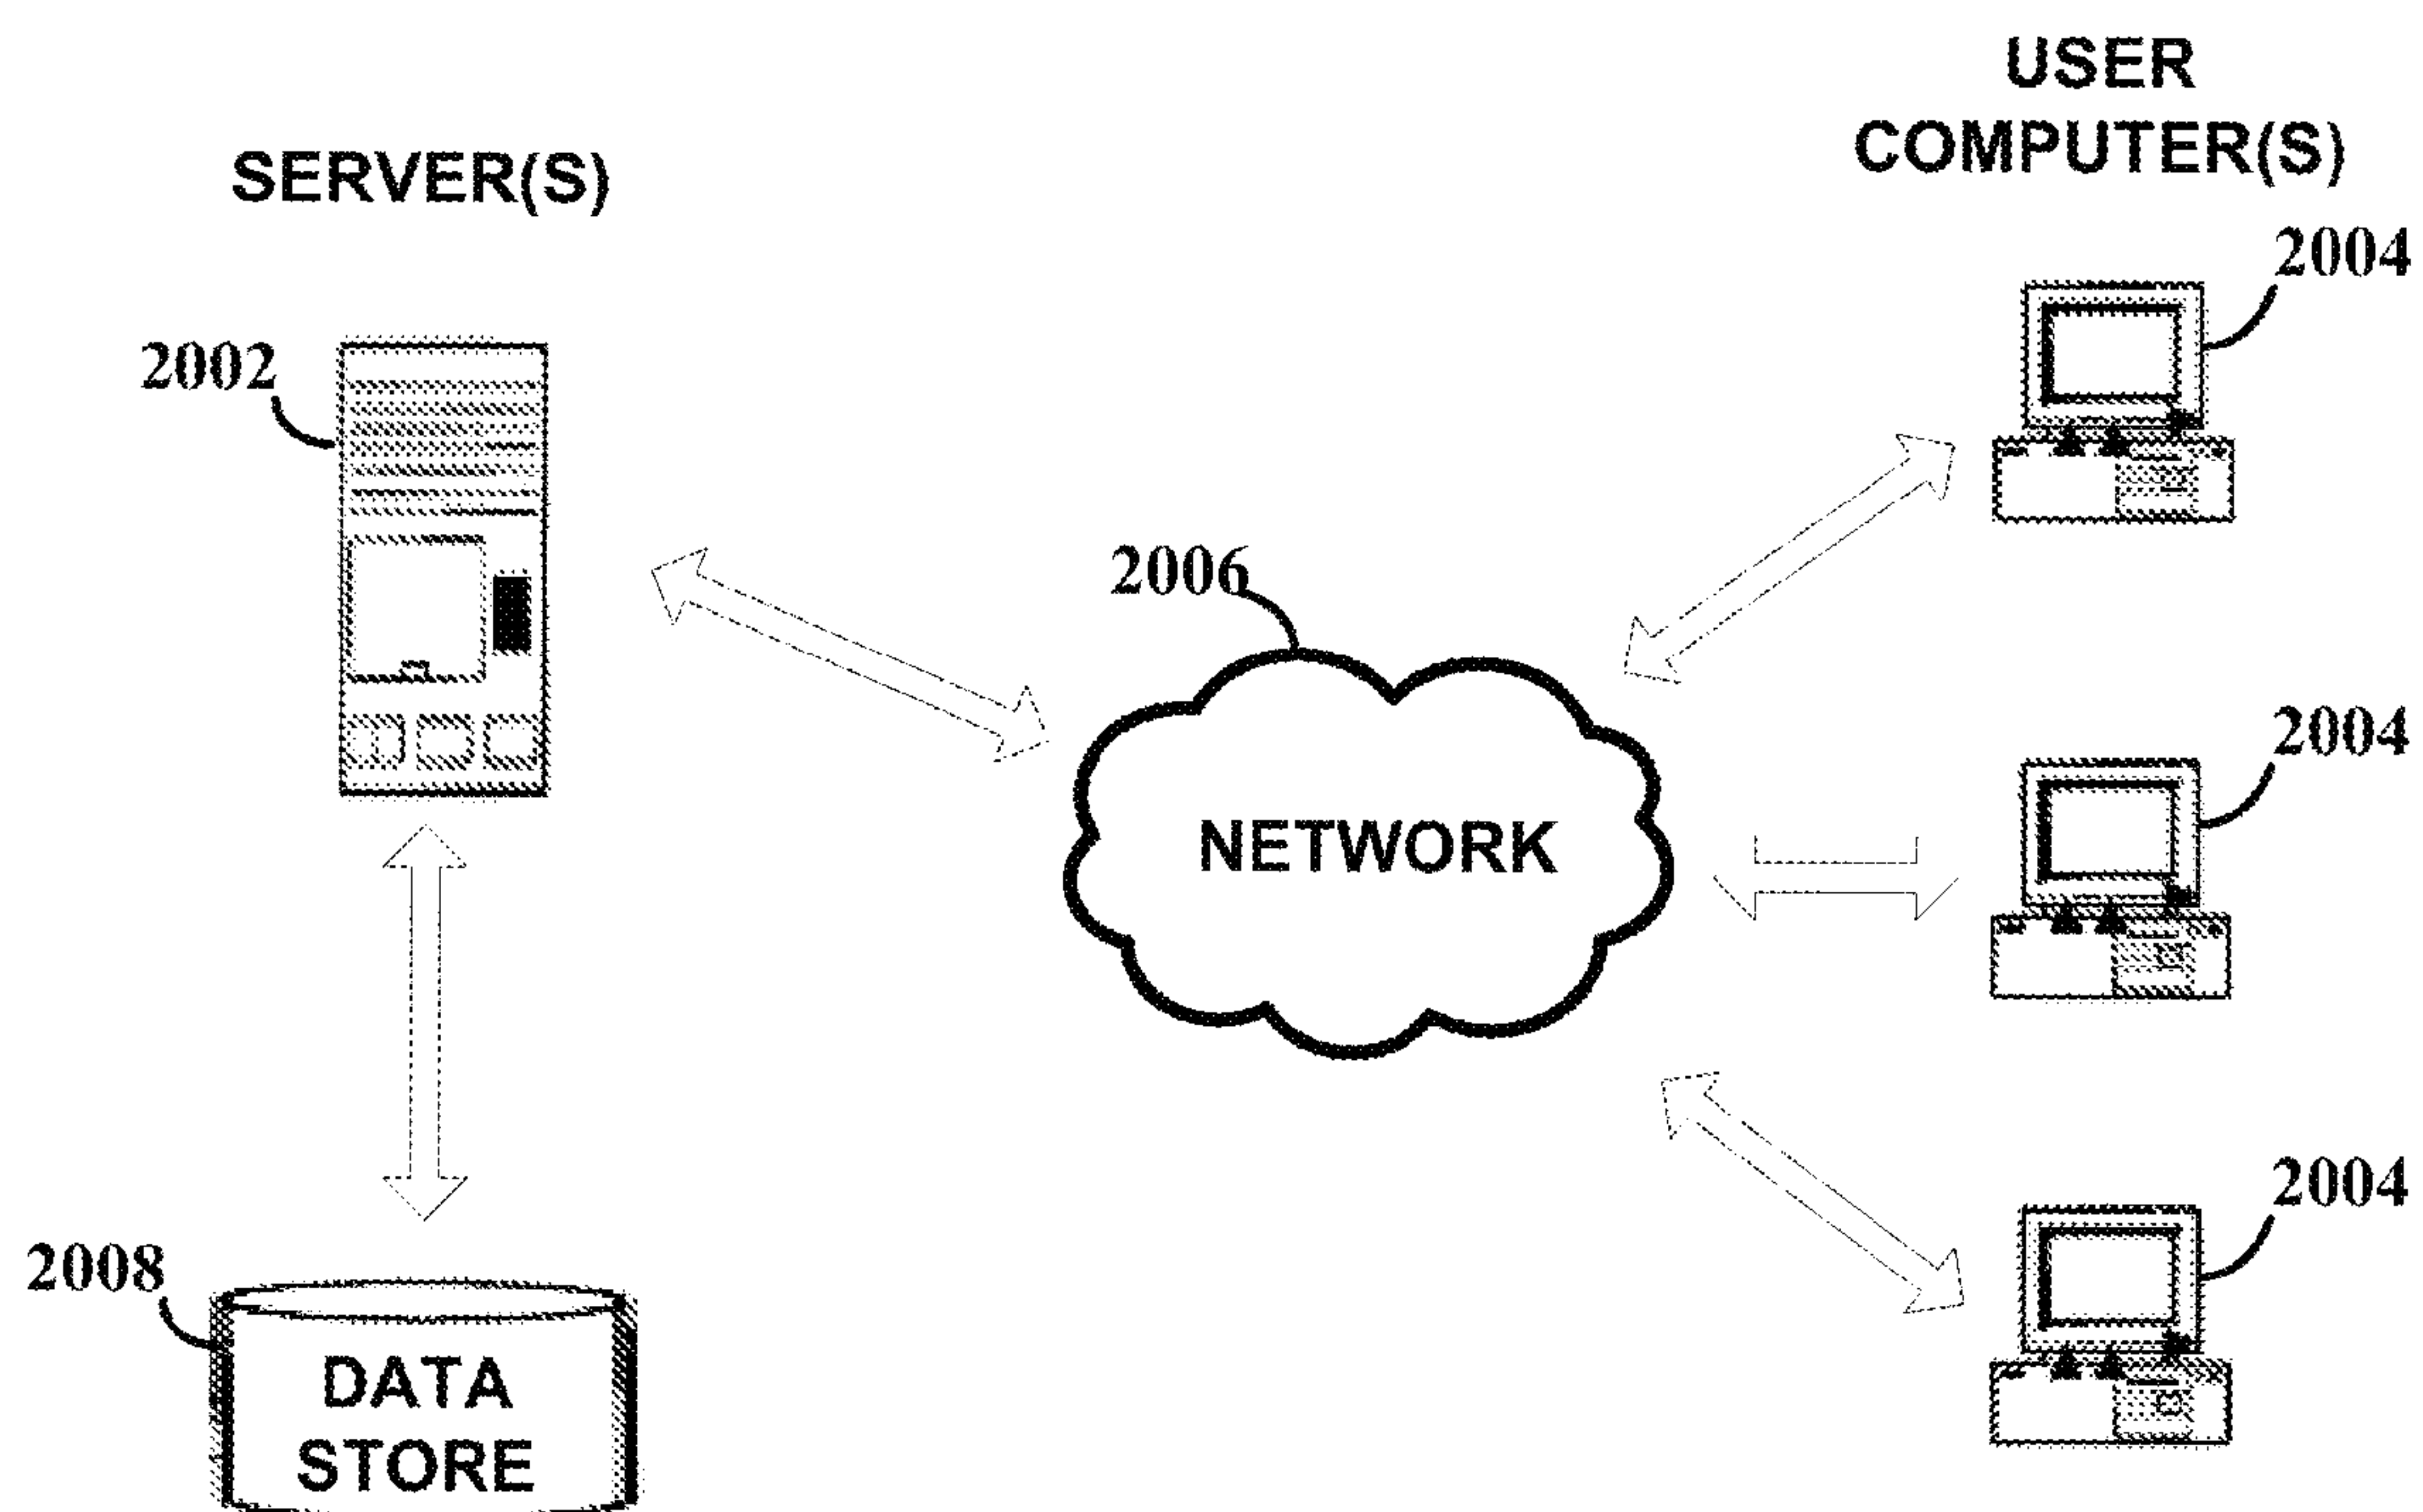 USER
COMPUTER(S)
SERVER(S)
2004
2002
2006
2004
NETWORK
2004
2008
DATA
STORE